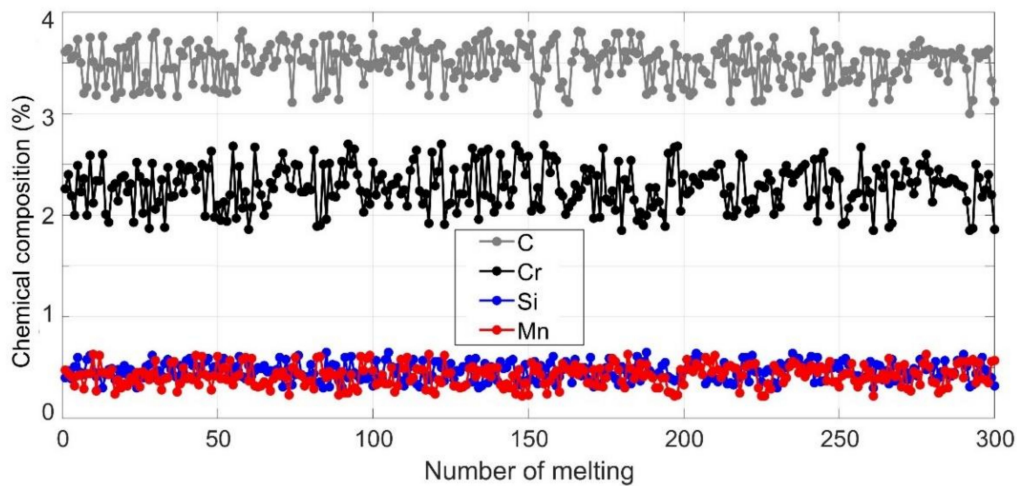 Chemical composition (%)
4
3
2
1
0
C
Cr
Si
Mn
0 50 100 150 200 250 300
Number of melting